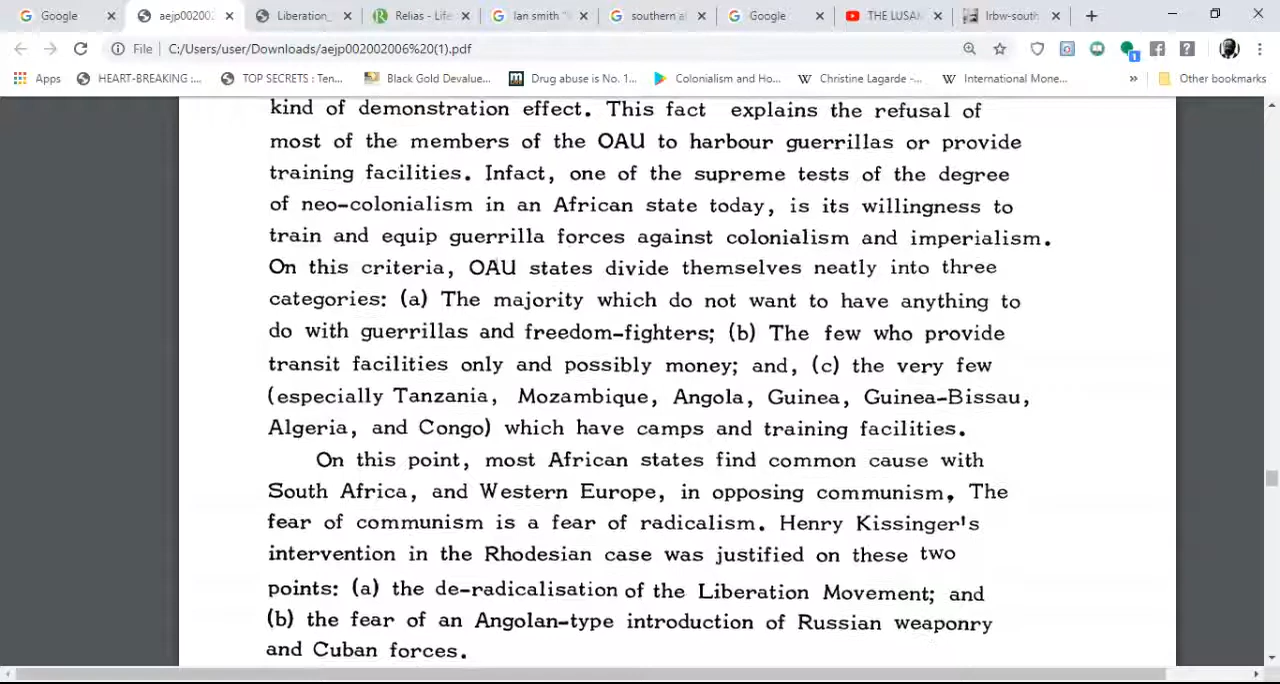 Google
aejp002002
Liberation_
Relias - Life
Ian smith "
southern a
Google
THE LUSAM
lrbw-south
File | C:/Users/user/Downloads/aejp002002006%20(1).pdf
Apps
HEART-BREAKING :...
TOP SECRETS : Ten...
Black Gold Devalue...
Drug abuse is No. 1...
Colonialism and Ho...
Christine Lagarde -...
International Mone...
»
Other bookmarks
kind of demonstration effect. This fact explains the refusal of
most of the members of the OAU to harbour guerrillas or provide
training facilities. Infact, one of the supreme tests of the degree
of neo-colonialism in an African state today, is its willingness to
train and equip guerrilla forces against colonialism and imperialism.
On this criteria, OAU states divide themselves neatly into three
categories: (a) The majority which do not want to have anything to
do with guerrillas and freedom-fighters; (b) The few who provide
transit facilities only and possibly money; and, (c) the very few
(especially Tanzania, Mozambique, Angola, Guinea, Guinea-Bissau,
Algeria, and Congo) which have camps and training facilities.
On this point, most African states find common cause with
South Africa, and Western Europe, in opposing communism, The
fear of communism is a fear of radicalism. Henry Kissinger's
intervention in the Rhodesian case was justified on these two
points: (a) the de-radicalisation of the Liberation Movement; and
(b) the fear of an Angolan-type introduction of Russian weaponry
and Cuban forces.